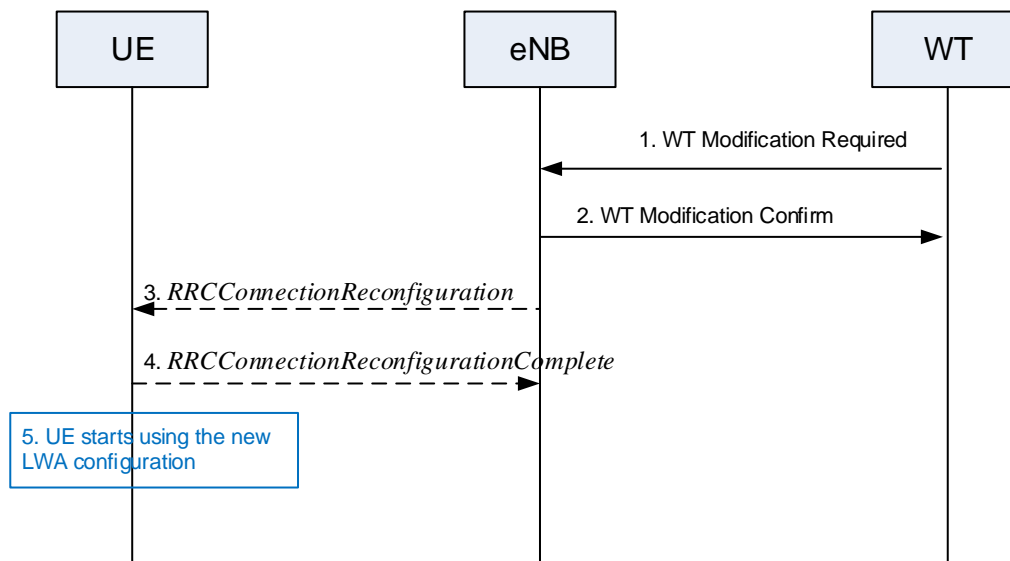 UE
eNB
WT
1. WT Modification Required
2. WT Modification Confirm
3. RRCConnectionReconfiguration
4. RRCConnectionReconfigurationComplete
5. UE starts using the new
LWA configuration